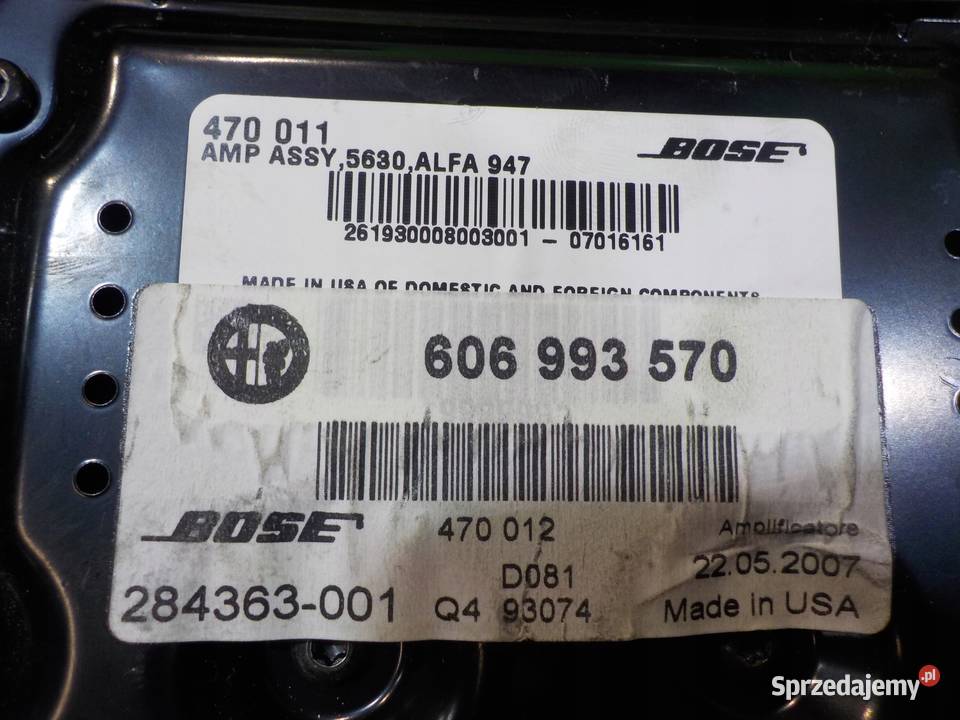 470 011
AMP ASSY,5630,ALFA 947
BOSE
261930008003001 - 07016161
MADE IN USA OF DOMESTIC AND FOREIGN COMPONENTS
606 993 570
BOSE
470 012
Amplificatore
D081
22.05.2007
284363-001
Q4 93074
Made in USA
Sprzedajemy.pl